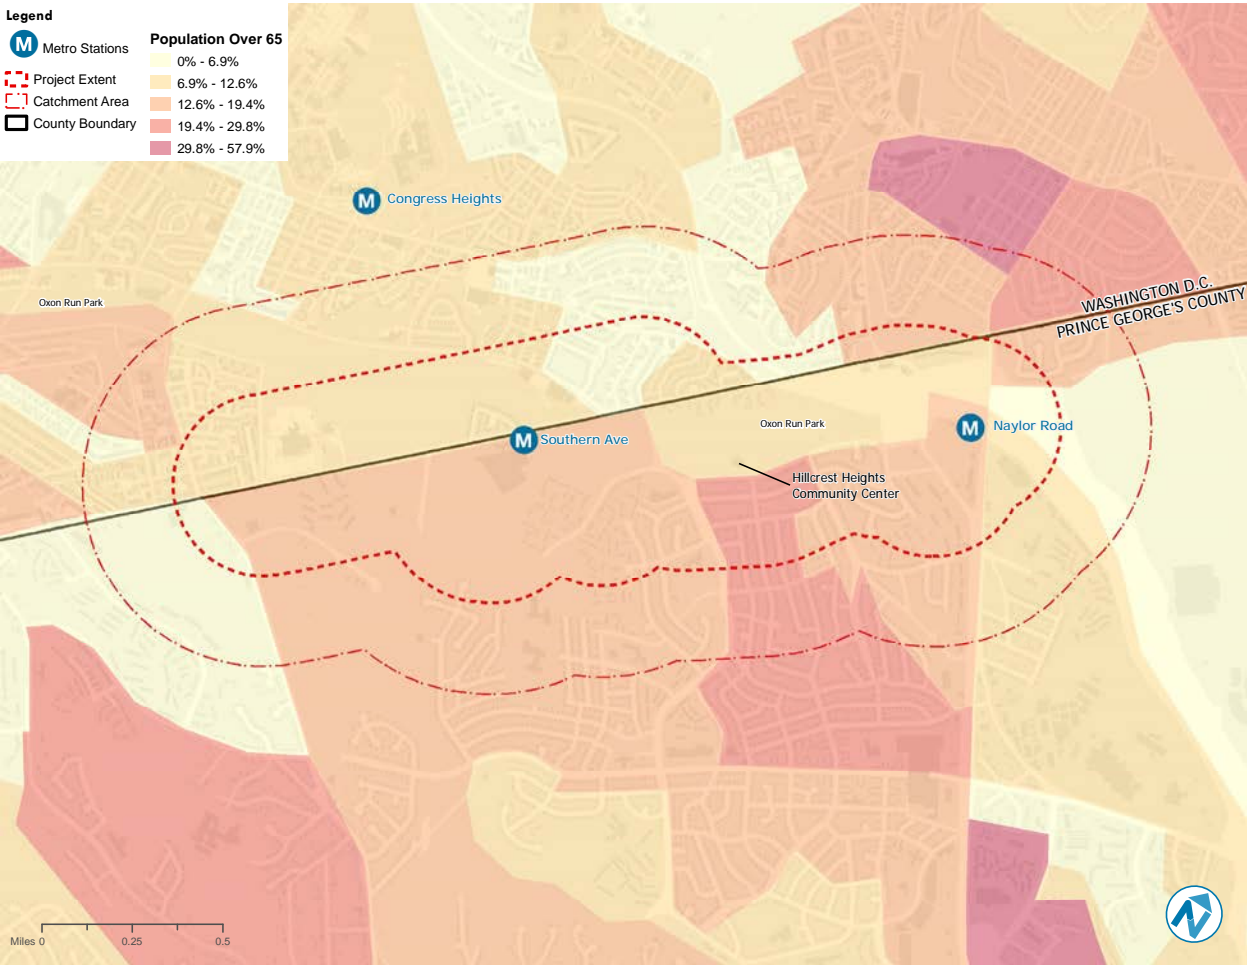 Legend
M Metro Stations
Project Extent
Catchment Area
County Boundary
Population Over 65
0% - 6.9%
6.9% - 12.6%
12.6% - 19.4%
19.4% - 29.8%
29.8% - 57.9%
M Congress Heights
Oxon Run Park
WASHINGTON D.C.
PRINCE GEORGE'S COUNTY
M Southern Ave
Oxon Run Park
M Naylor Road
Hillcrest Heights
Community Center
Miles 0 0.25 0.5
N